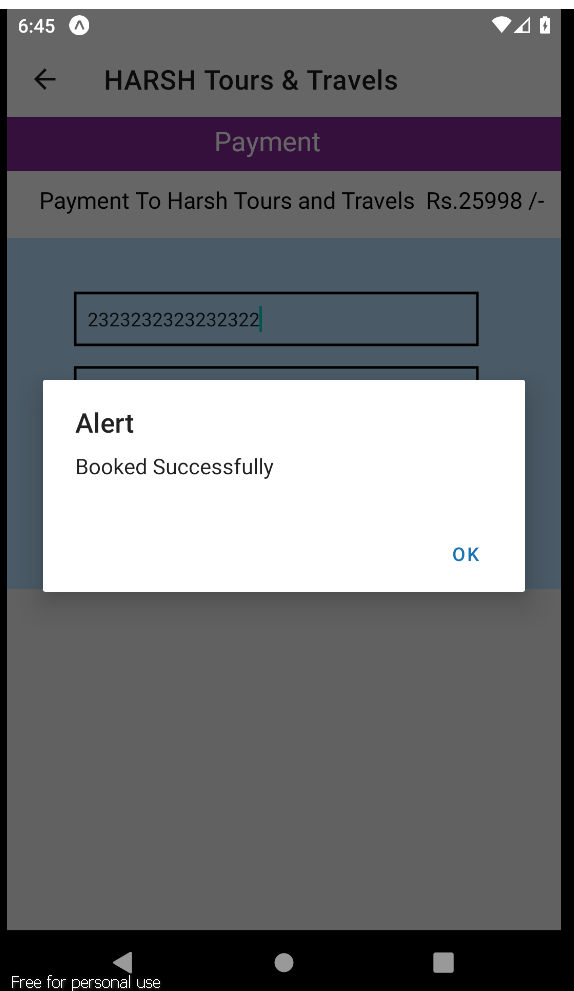 6:45
HARSH Tours & Travels
Payment
Payment To Harsh Tours and Travels Rs.25998 /-
2323232323232322
Alert
Booked Successfully
OK
Free for personal use